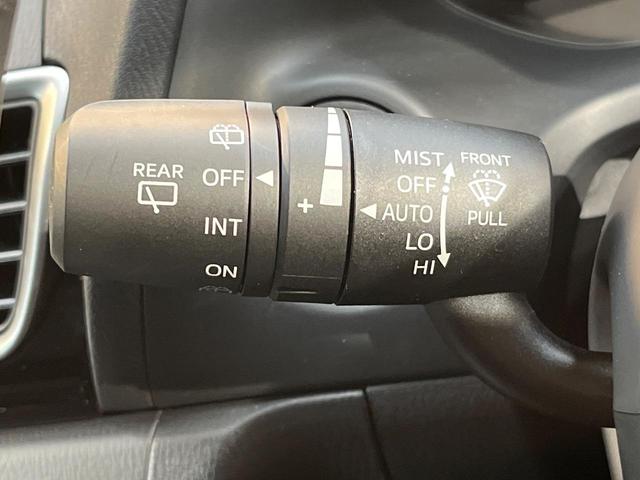 REAR
OFF
INT
ON
+
MIST
OFF
AUTO
LO
HI
FRONT
PULL